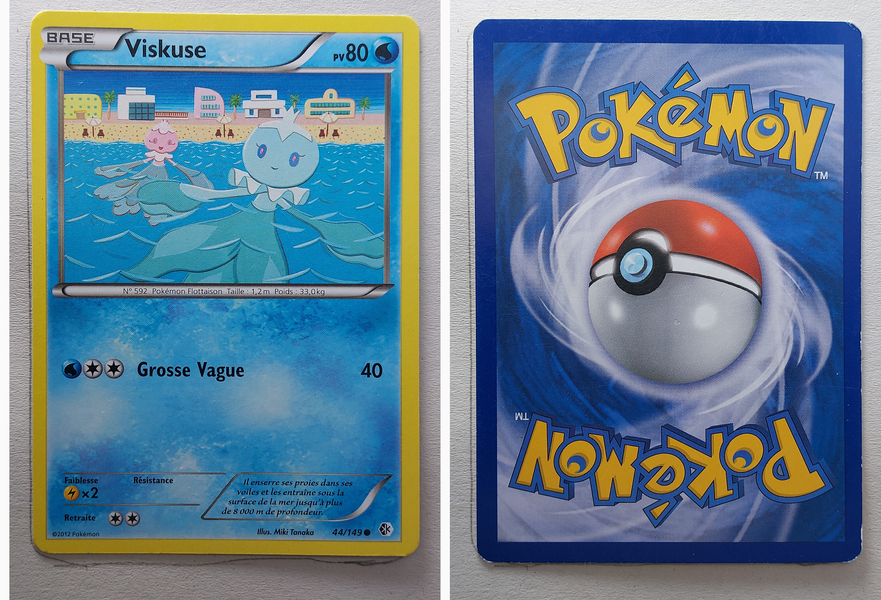 BASE
Viskuse
PV80
N° 592 Pokémon Flottaison Taille : 1,2 m Poids : 33,0kg
Grosse Vague 40
Faiblesse Résistance
×2
Retraite
Il enserre ses proies dans ses
voiles et les entraîne sous la
surface de la mer jusqu'à plus
de 8 000 m de profondeur.
©2012 Pokémon
Illus. Miki Tanaka 44/149
POKéMON
TM
TM
POKéMON